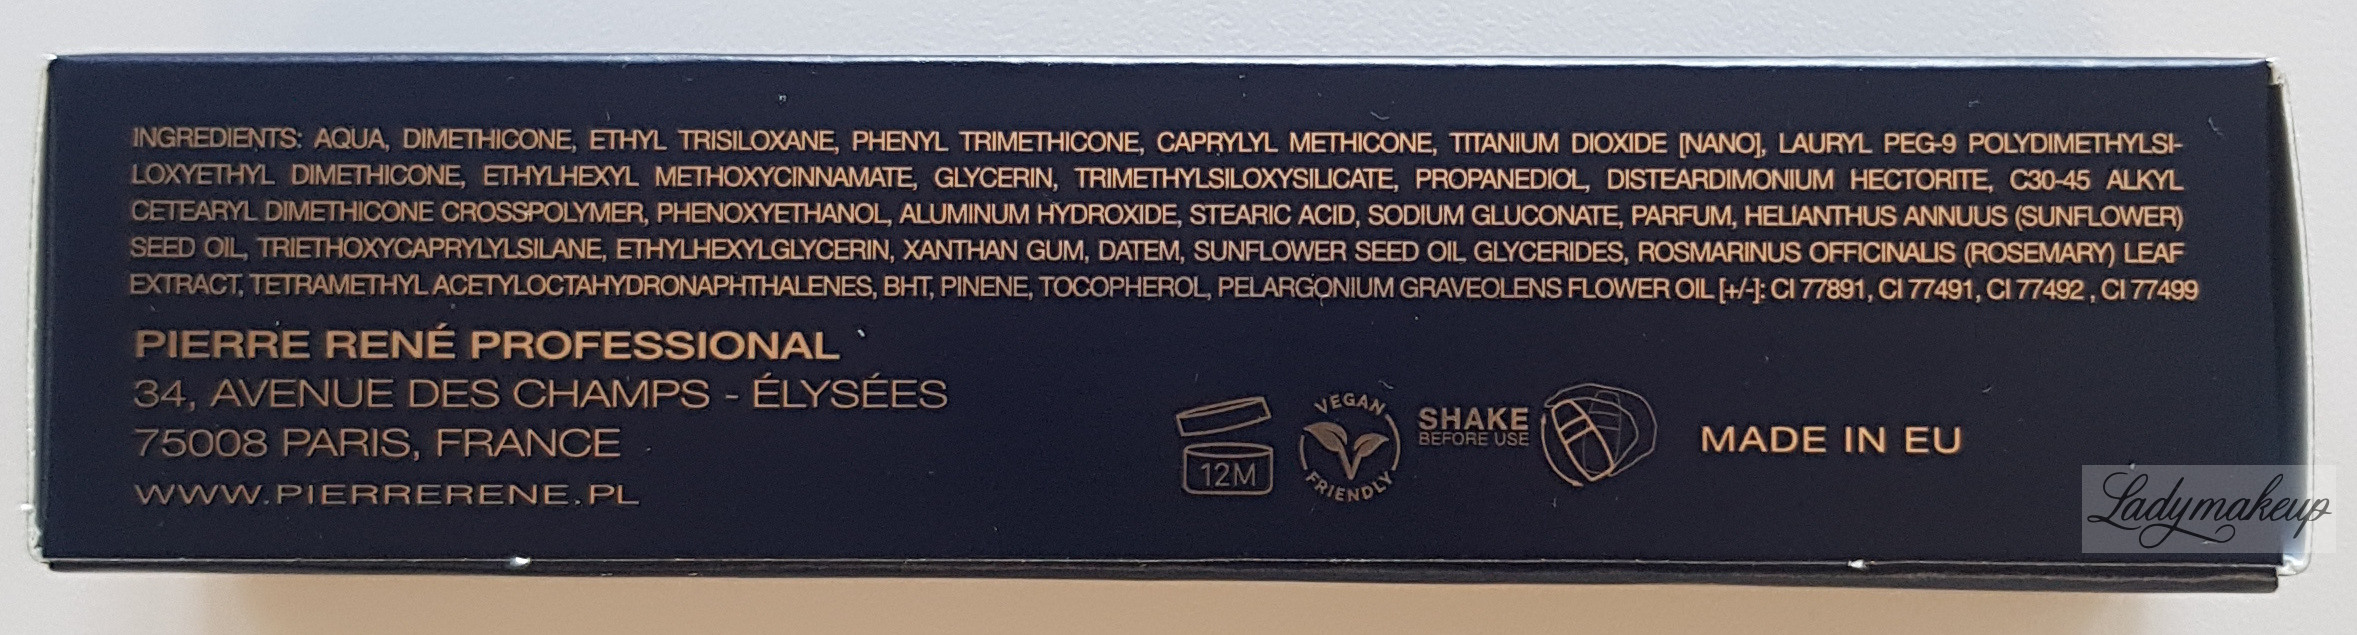 INGREDIENTS: AQUA, DIMETHICONE, ETHYL TRISILOXANE, PHENYL TRIMETHICONE, CAPRYLYL METHICONE, TITANIUM DIOXIDE [NANO], LAURYL PEG-9 POLYDIMETHYLSI-
LOXYETHYL DIMETHICONE, ETHYLHEXYL METHOXYCINNAMATE, GLYCERIN, TRIMETHYLSILOXYSILICATE, PROPANEDIOL, DISTEARDIMONIUM HECTORITE, C30-45 ALKYL
CETEARYL DIMETHICONE CROSSPOLYMER, PHENOXYETHANOL, ALUMINUM HYDROXIDE, STEARIC ACID, SODIUM GLUCONATE, PARFUM, HELIANTHUS ANNUUS (SUNFLOWER)
SEED OIL, TRIETHOXYCAPRYLYLSILANE, ETHYLHEXYLGLYCERIN, XANTHAN GUM, DATEM, SUNFLOWER SEED OIL GLYCERIDES, ROSMARINUS OFFICINALIS (ROSEMARY) LEAF
EXTRACT, TETRAMETHYL ACETYLOCTAHYDRONAPHTHALENES, BHT, PINENE, TOCOPHEROL, PELARGONIUM GRAVEOLENS FLOWER OIL [+/-]: CI 77891, CI 77491, CI 77492 , CI 77499
PIERRE RENÉ PROFESSIONAL
34, AVENUE DES CHAMPS - ÉLYSÉES
75008 PARIS, FRANCE
WWW.PIERRERENE.PL
12M
VEGAN
FRIENDLY
SHAKE
BEFORE USE
MADE IN EU
Ladymakeup